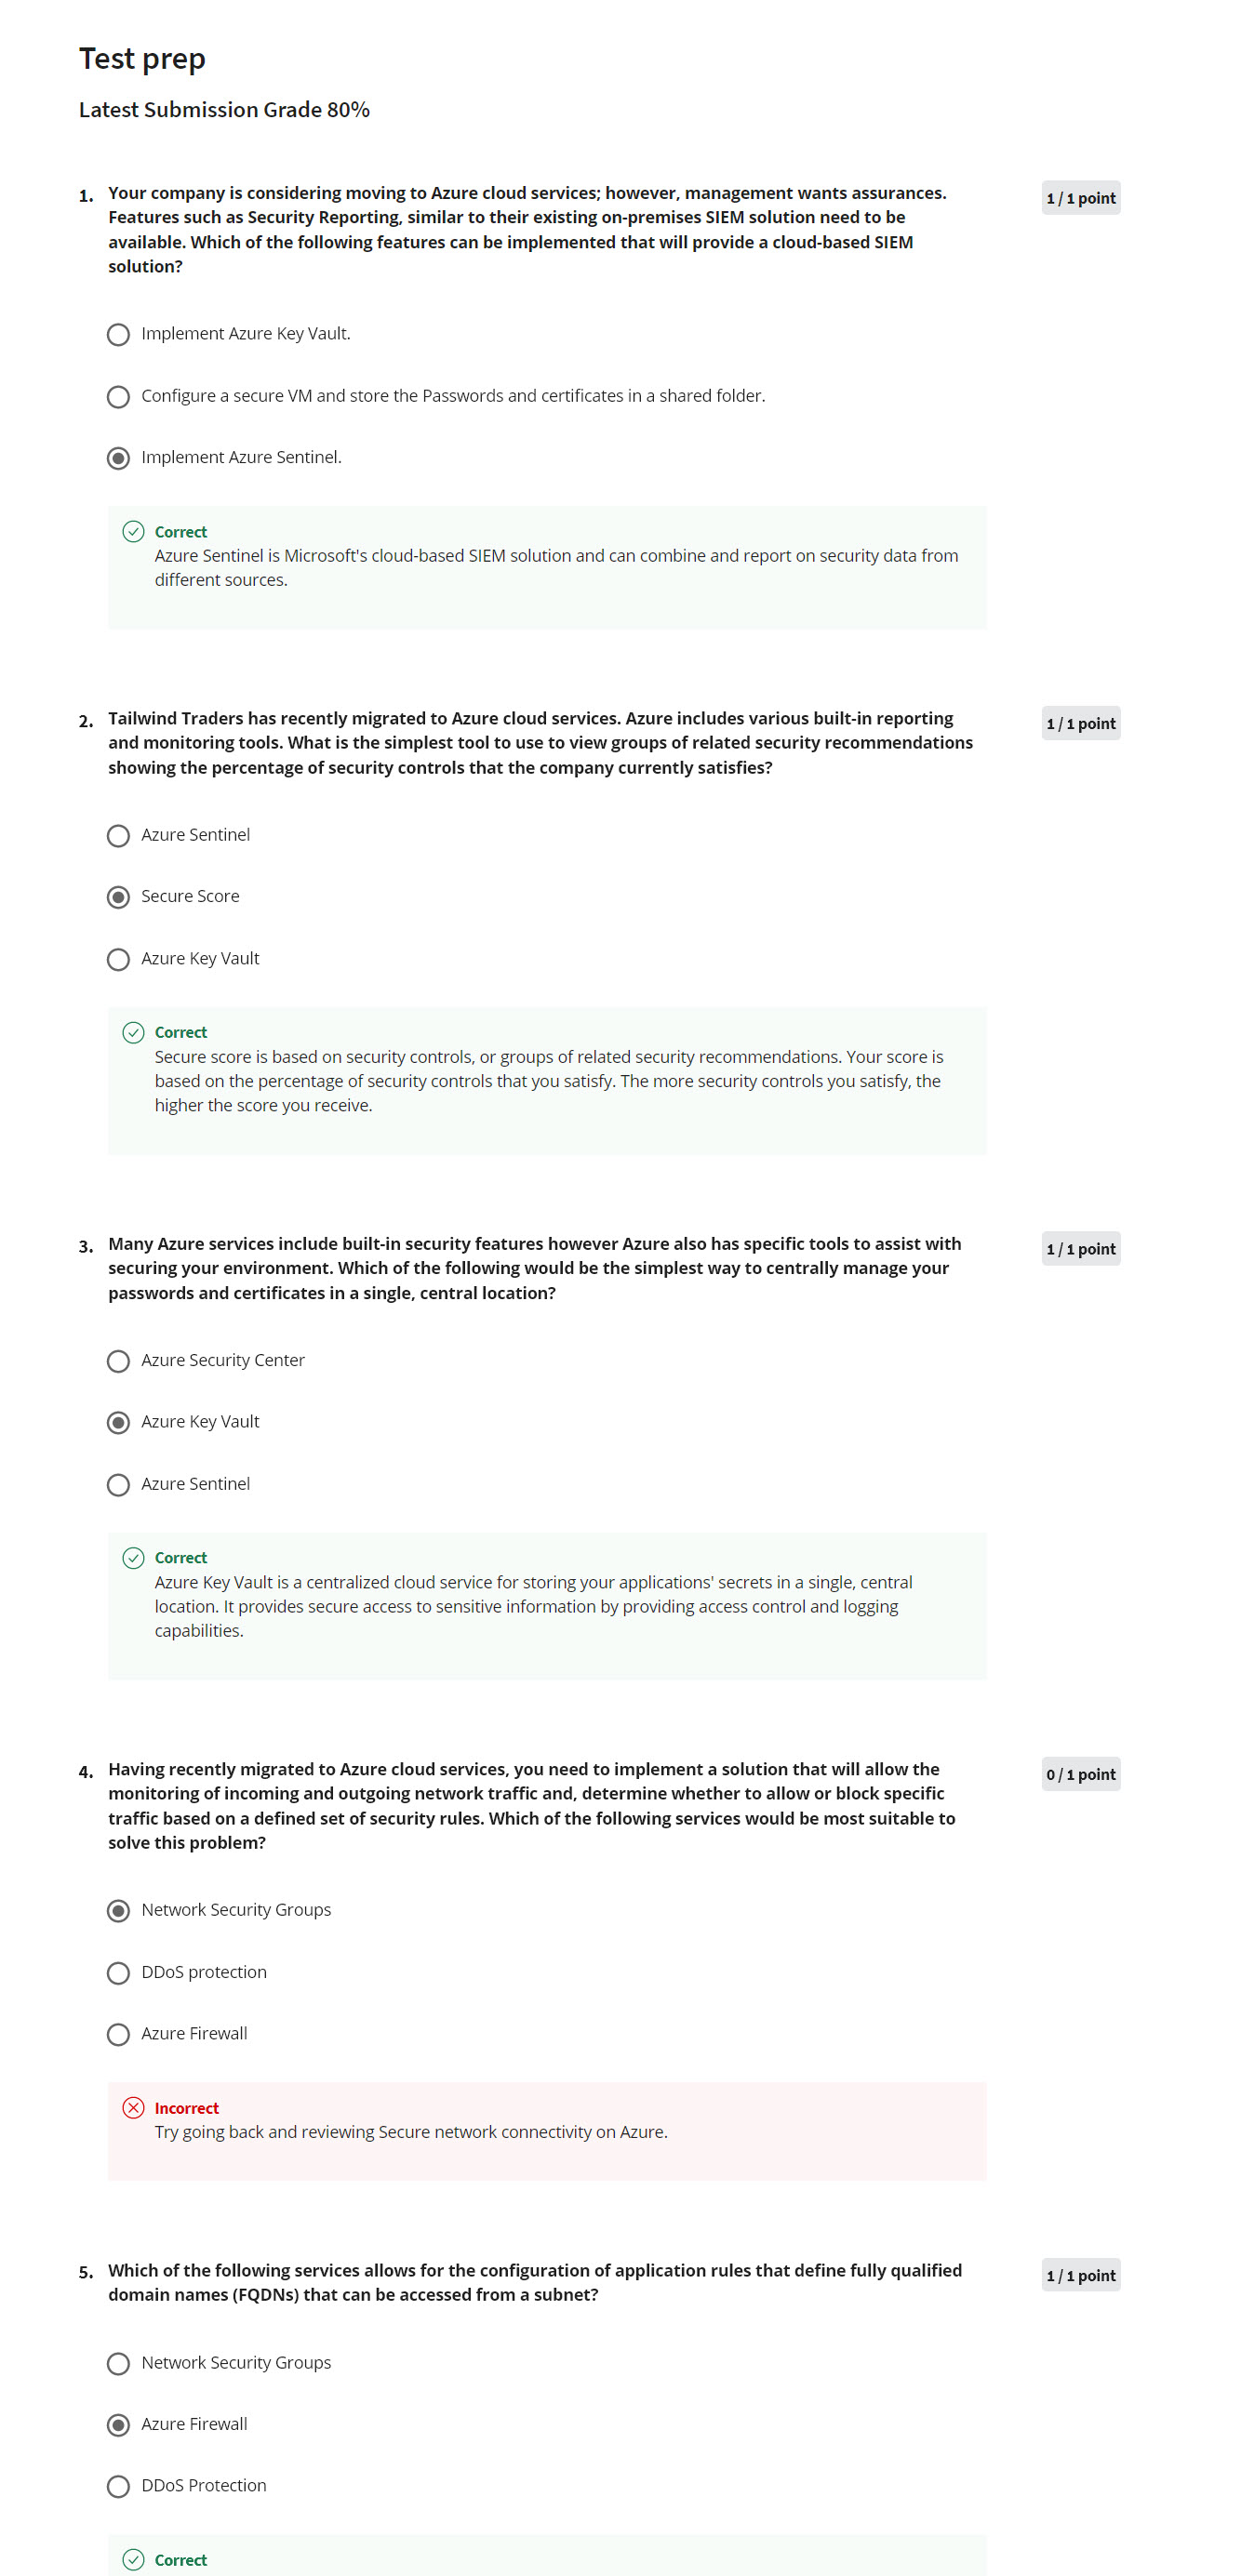 Test prep
Latest Submission Grade 80%
1. Your company is considering moving to Azure cloud services; however, management wants assurances.
Features such as Security Reporting, similar to their existing on-premises SIEM solution need to be
available. Which of the following features can be implemented that will provide a cloud-based SIEM
solution?
1 / 1 point
Implement Azure Key Vault.
Configure a secure VM and store the Passwords and certificates in a shared folder.
Implement Azure Sentinel.
Correct
Azure Sentinel is Microsoft's cloud-based SIEM solution and can combine and report on security data from
different sources.
2. Tailwind Traders has recently migrated to Azure cloud services. Azure includes various built-in reporting
and monitoring tools. What is the simplest tool to use to view groups of related security recommendations
showing the percentage of security controls that the company currently satisfies?
1 / 1 point
Azure Sentinel
Secure Score
Azure Key Vault
Correct
Secure score is based on security controls, or groups of related security recommendations. Your score is
based on the percentage of security controls that you satisfy. The more security controls you satisfy, the
higher the score you receive.
3. Many Azure services include built-in security features however Azure also has specific tools to assist with
securing your environment. Which of the following would be the simplest way to centrally manage your
passwords and certificates in a single, central location?
1 / 1 point
Azure Security Center
Azure Key Vault
Azure Sentinel
Correct
Azure Key Vault is a centralized cloud service for storing your applications' secrets in a single, central
location. It provides secure access to sensitive information by providing access control and logging
capabilities.
4. Having recently migrated to Azure cloud services, you need to implement a solution that will allow the
monitoring of incoming and outgoing network traffic and, determine whether to allow or block specific
traffic based on a defined set of security rules. Which of the following services would be most suitable to
solve this problem?
0 / 1 point
Network Security Groups
DDoS protection
Azure Firewall
Incorrect
Try going back and reviewing Secure network connectivity on Azure.
5. Which of the following services allows for the configuration of application rules that define fully qualified
domain names (FQDNs) that can be accessed from a subnet?
1 / 1 point
Network Security Groups
Azure Firewall
DDoS Protection
Correct